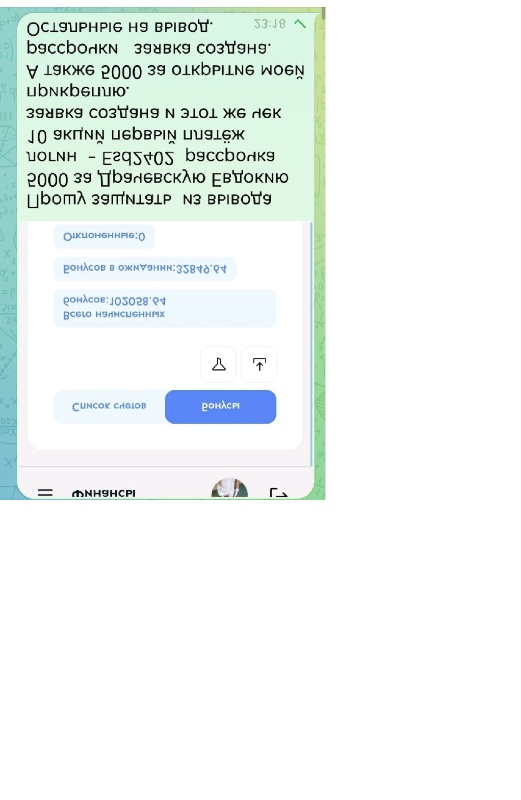 Финансы
Бонусы
Список счетов
Всего начисленных
бонусов:102058.64
Бонусов в ожидании:32849.64
Отклоненные:0
Прошу защитать из вывода
5000 за Драчевскую Евдокию
логин - Esd2402 рассрочка
10 акций первый платёж
заявка создана и этот же чек
прикреплю.
А также 5000 за открытие моей
рассрочки заявка создана.
Остальные на вывод.
23:18